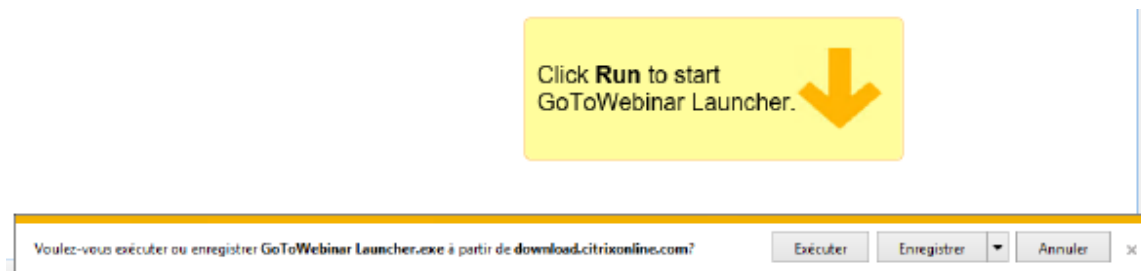 Click Run to start
GoToWebinar Launcher.
Voulez-vous exécuter ou enregistrer GoToWebinar Launcher.exe à partir de download.citrixonline.com?
Exécuter
Enregistrer
Annuler